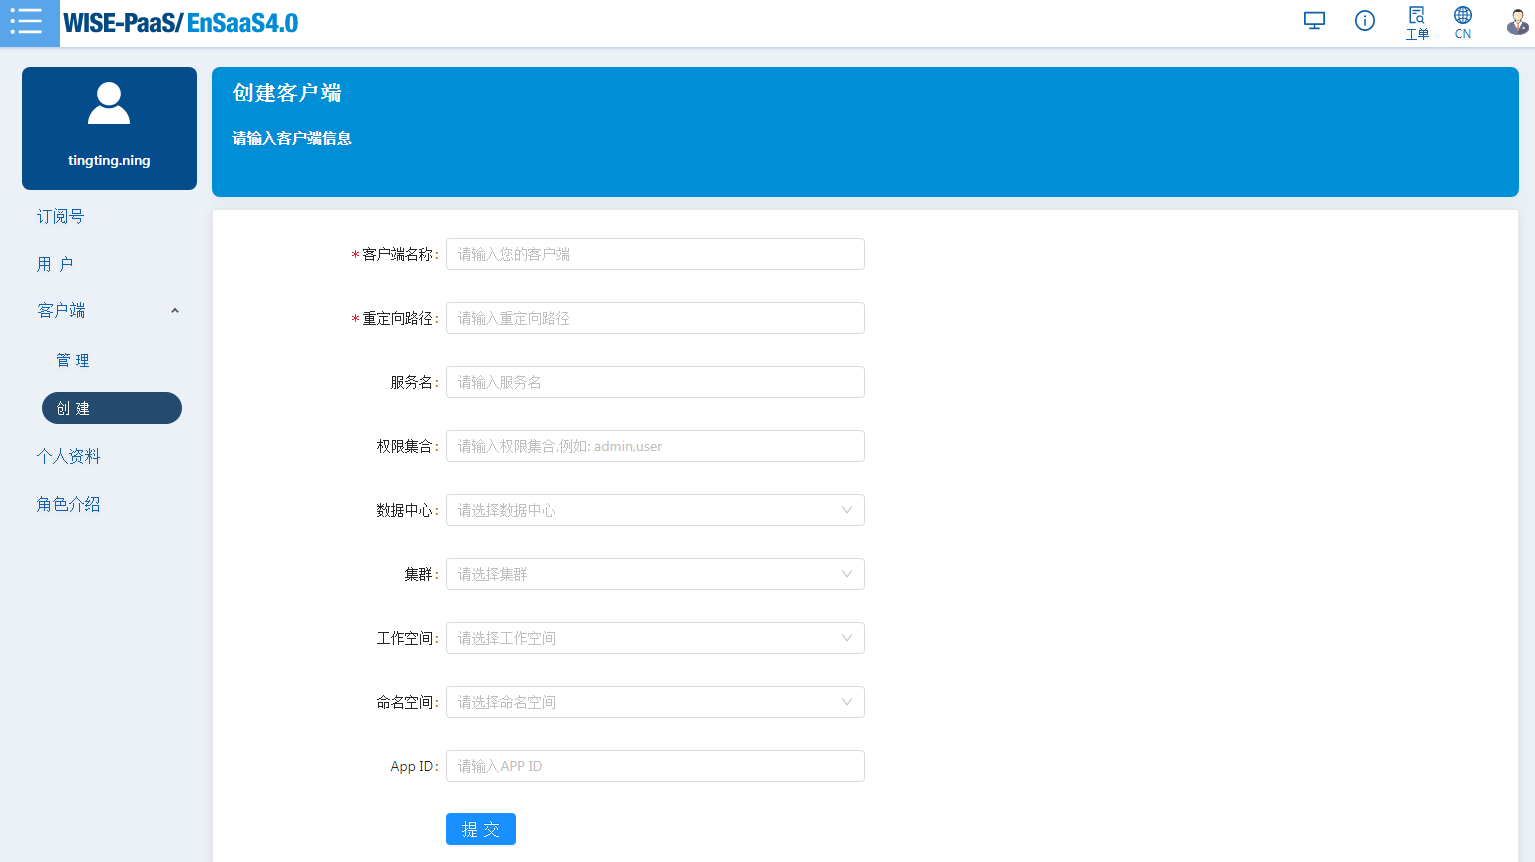 WISE-PaaS/ EnSaaS4.0
工单
CN
tingting.ning
订阅号
用 户
客户端
管 理
创 建
个人资料
角色介绍
创建客户端
请输入客户端信息
*客户端名称: 请输入您的客户端
*重定向路径: 请输入重定向路径
服务名: 请输入服务名
权限集合: 请输入权限集合,例如: admin,user
数据中心: 请选择数据中心
集群: 请选择集群
工作空间: 请选择工作空间
命名空间: 请选择命名空间
App ID: 请输入APP ID
提 交